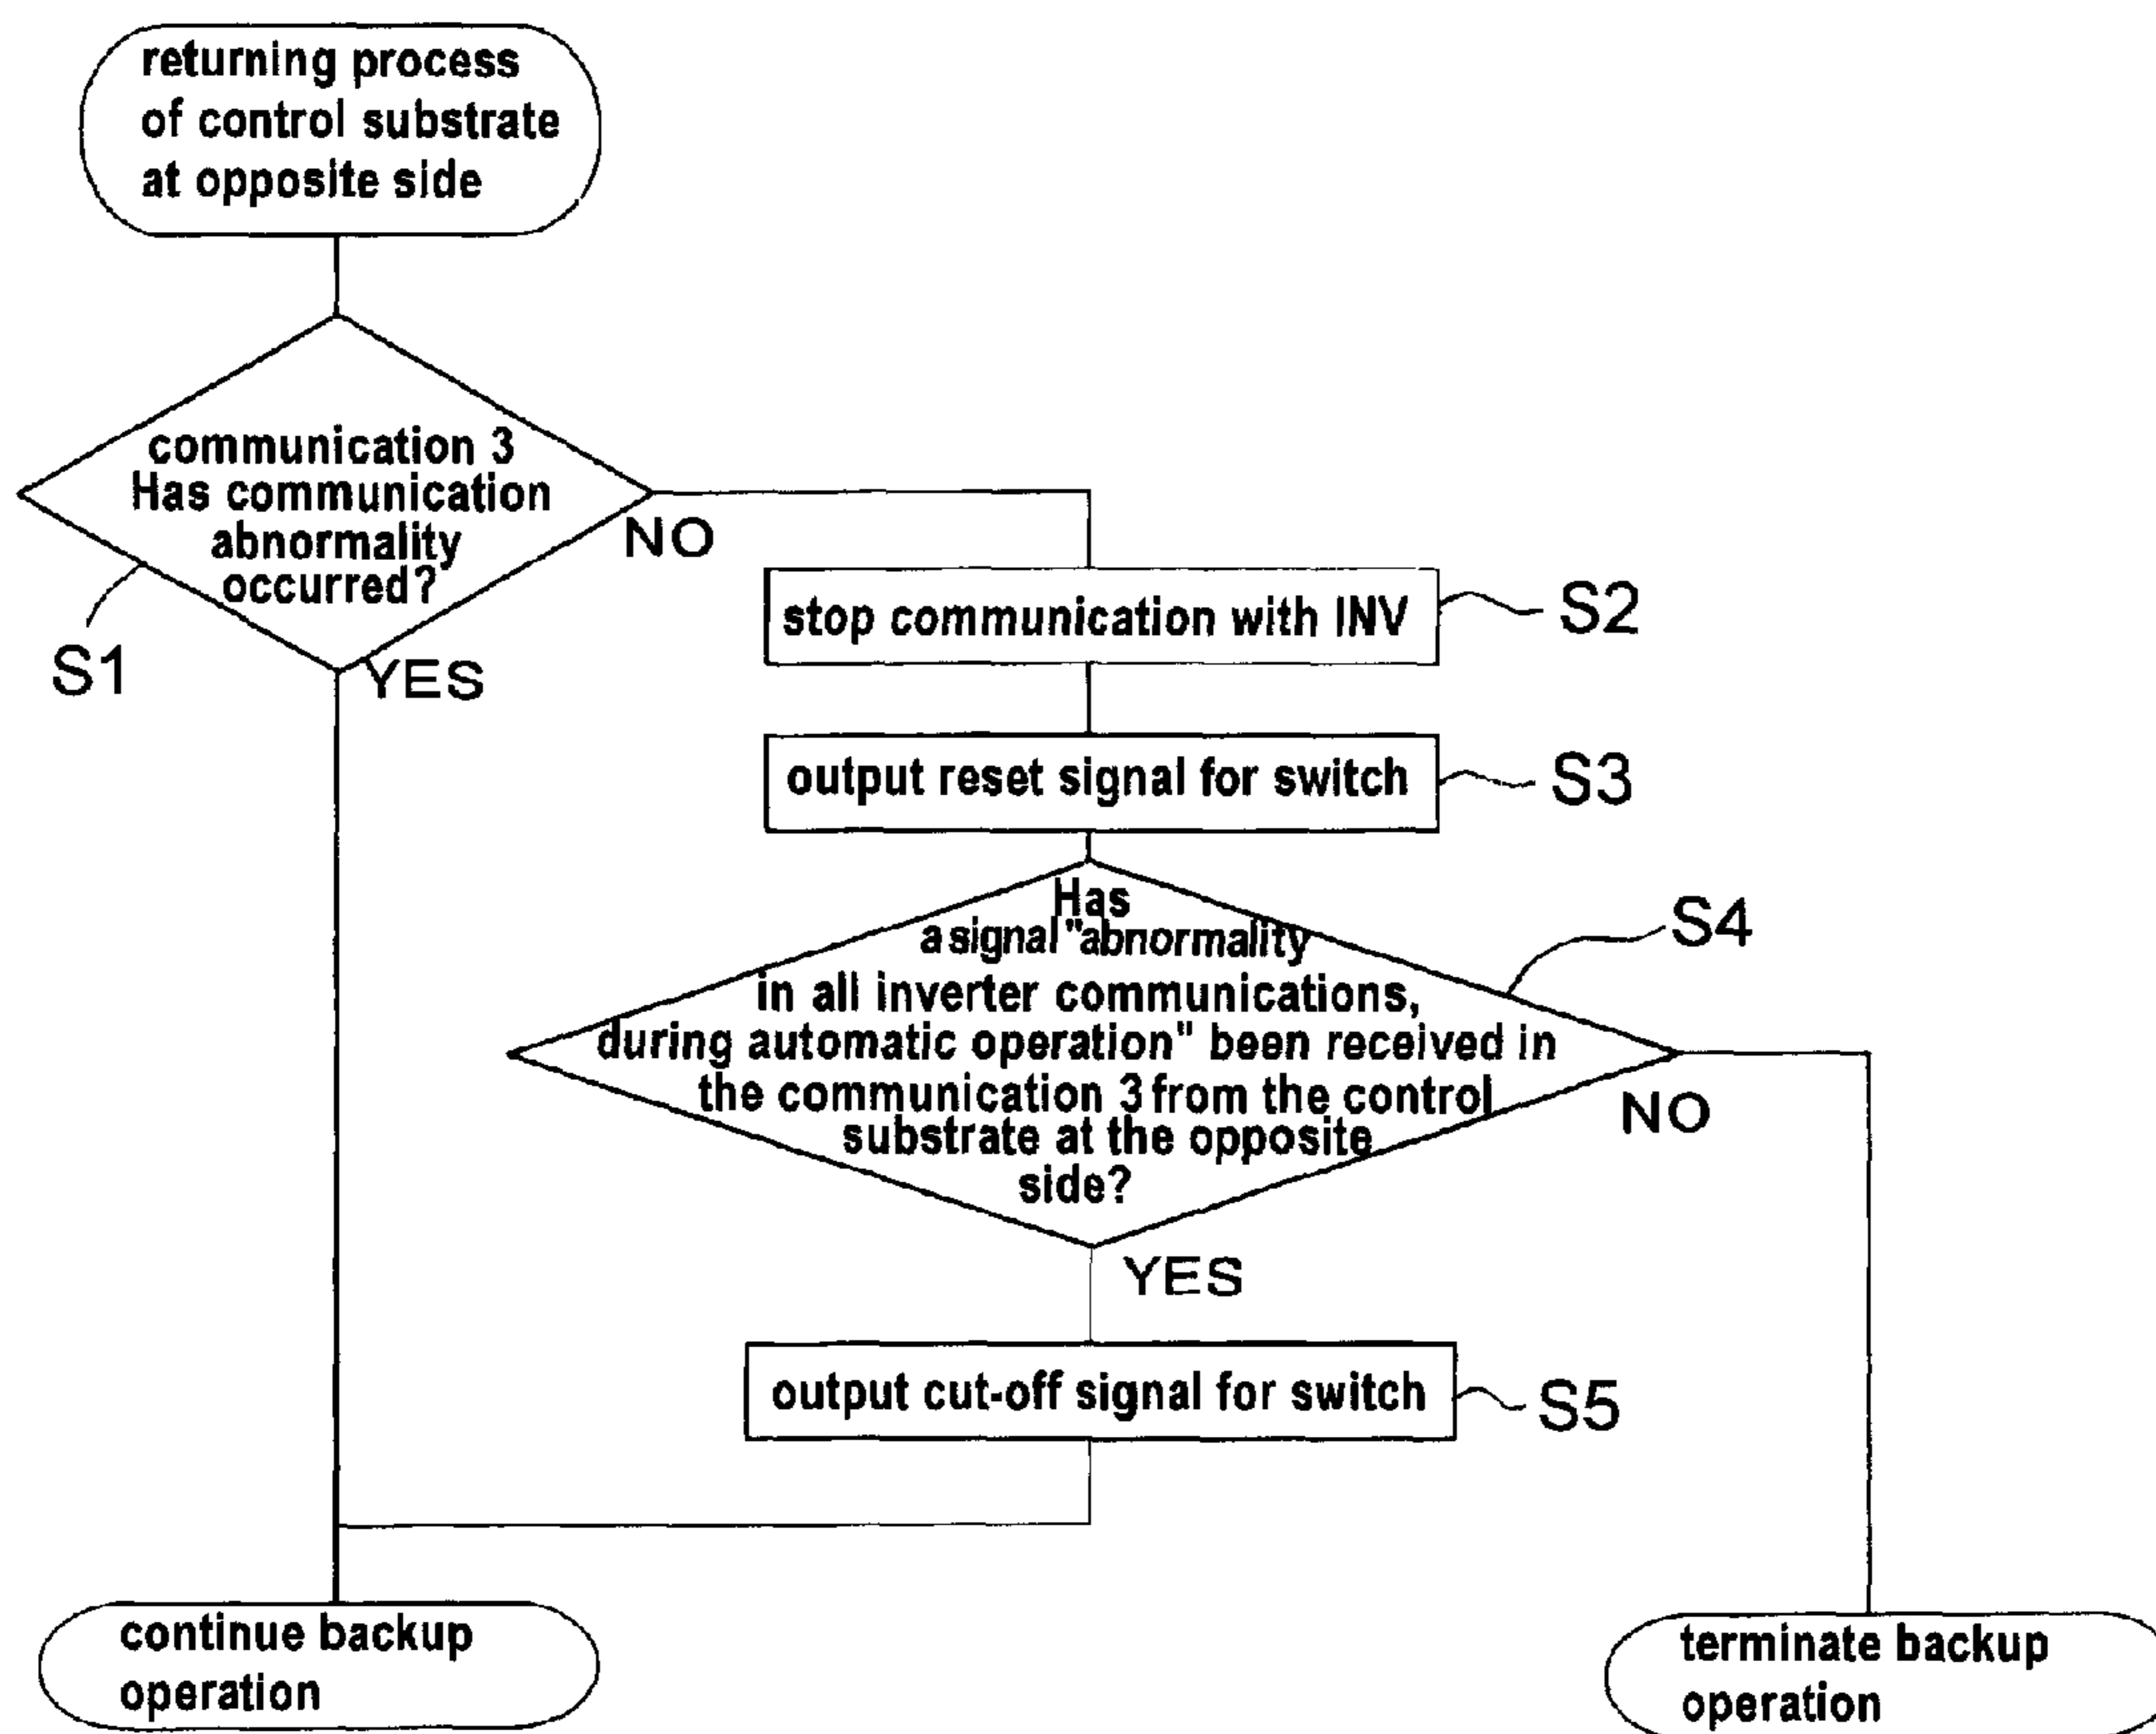 returning process
of control substrate
at opposite side
communication 3
Has communication
abnormality
occurred?
NO
S1
YES
stop communication with INV
S2
output reset signal for switch
S3
Has
a signal "abnormality
in all inverter communications,
during automatic operation" been received in
the communication 3 from the control
substrate at the opposite
side?
S4
NO
YES
output cut-off signal for switch
S5
continue backup
operation
terminate backup
operation